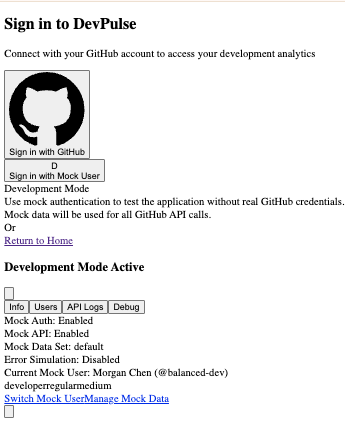 Sign in to DevPulse
Connect with your GitHub account to access your development analytics
Sign in with GitHub
D
Sign in with Mock User
Development Mode
Use mock authentication to test the application without real GitHub credentials.
Mock data will be used for all GitHub API calls.
Or
Return to Home
Development Mode Active
Info Users API Logs Debug
Mock Auth: Enabled
Mock API: Enabled
Mock Data Set: default
Error Simulation: Disabled
Current Mock User: Morgan Chen (@balanced-dev)
developerregularmedium
Switch Mock UserManage Mock Data